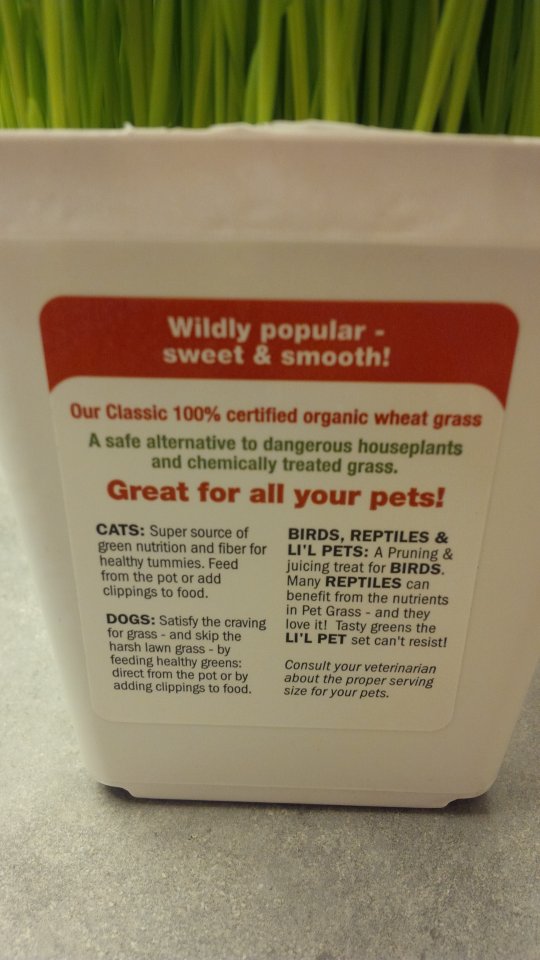 Wildly popular -
sweet & smooth!
Our Classic 100% certified organic wheat grass
A safe alternative to dangerous houseplants
and chemically treated grass.
Great for all your pets!
CATS: Super source of
green nutrition and fiber for
healthy tummies. Feed
from the pot or add
clippings to food.
DOGS: Satisfy the craving
for grass - and skip the
harsh lawn grass - by
feeding healthy greens:
direct from the pot or by
adding clippings to food.
BIRDS, REPTILES &
LI'L PETS: A Pruning &
juicing treat for BIRDS.
Many REPTILES can
benefit from the nutrients
in Pet Grass - and they
love it! Tasty greens the
LI'L PET set can't resist!
Consult your veterinarian
about the proper serving
size for your pets.